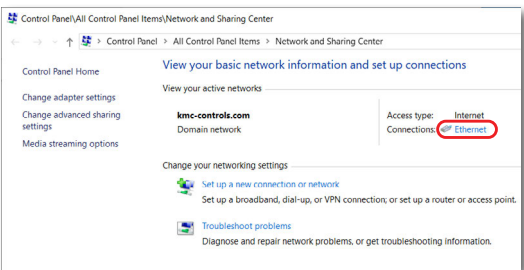 Control Panel\All Control Panel Items\Network and Sharing Center
Control Panel > All Control Panel Items > Network and Sharing Center
Control Panel Home
Change adapter settings
Change advanced sharing
settings
Media streaming options
View your basic network information and set up connections
View your active networks
kmc-controls.com
Domain network
Access type: Internet
Connections: Ethernet
Change your networking settings
Set up a new connection or network
Set up a broadband, dial-up, or VPN connection; or set up a router or access point.
Troubleshoot problems
Diagnose and repair network problems, or get troubleshooting information.